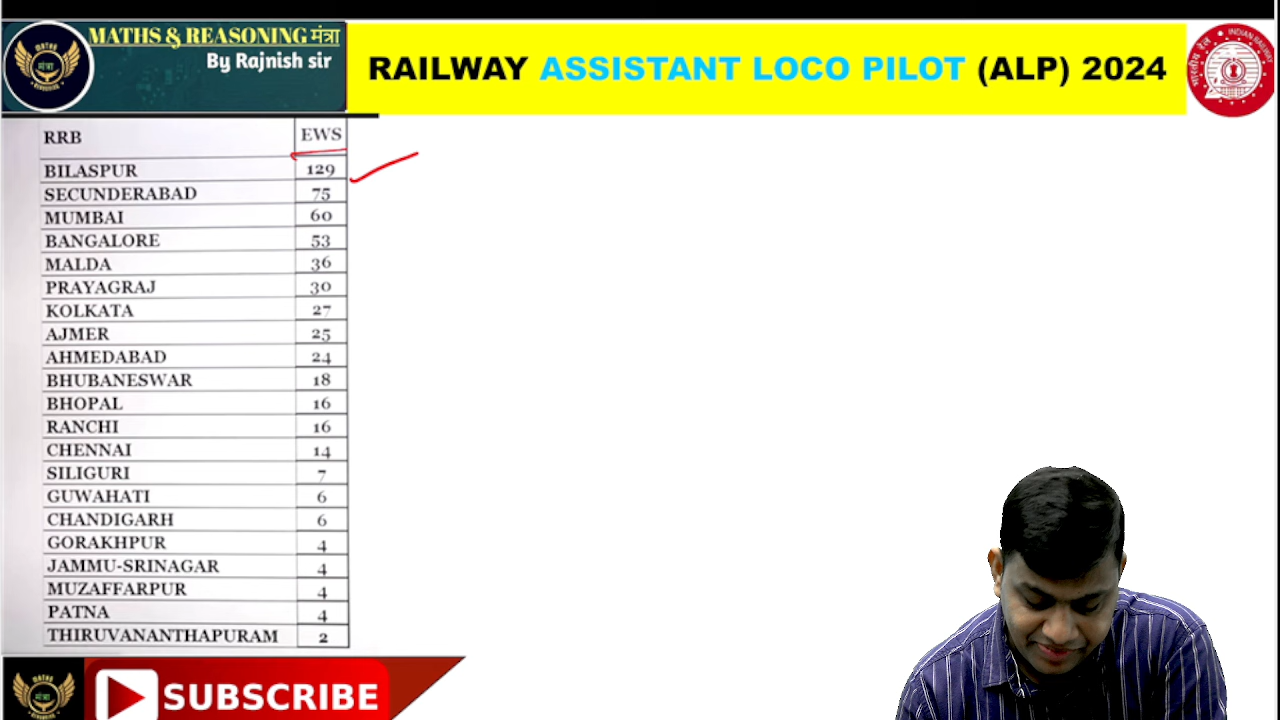 MATHS & REASONING मंत्रा
By Rajnish sir
RAILWAY ASSISTANT LOCO PILOT (ALP) 2024
RRB EWS
BILASPUR 129
SECUNDERABAD 75
MUMBAI 60
BANGALORE 53
MALDA 36
PRAYAGRAJ 30
KOLKATA 27
AJMER 25
AHMEDABAD 24
BHUBANESWAR 18
BHOPAL 16
RANCHI 16
CHENNAI 14
SILIGURI 7
GUWAHATI 6
CHANDIGARH 6
GORAKHPUR 4
JAMMU-SRINAGAR 4
MUZAFFARPUR 4
PATNA 4
THIRUVANANTHAPURAM 2
SUBSCRIBE